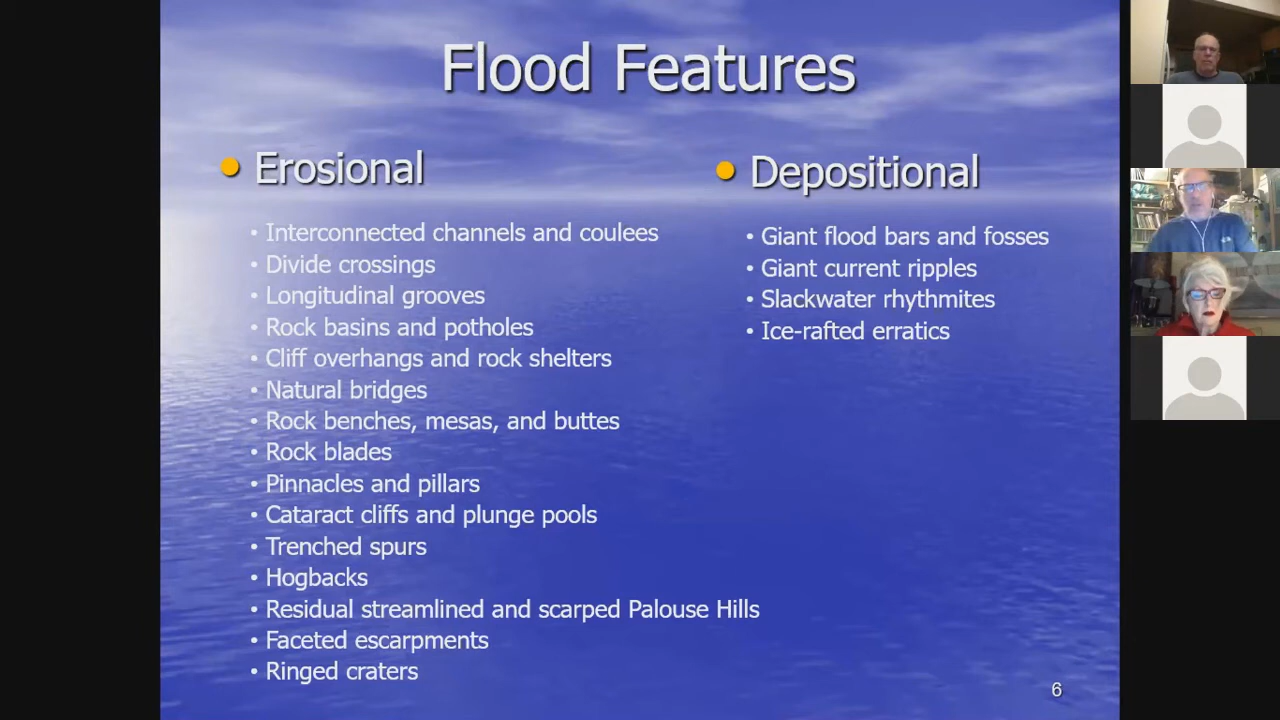 Flood Features
Erosional
Interconnected channels and coulees
Divide crossings
Longitudinal grooves
Rock basins and potholes
Cliff overhangs and rock shelters
Natural bridges
Rock benches, mesas, and buttes
Rock blades
Pinnacles and pillars
Cataract cliffs and plunge pools
Trenched spurs
Hogbacks
Residual streamlined and scarped Palouse Hills
Faceted escarpments
Ringed craters
Depositional
Giant flood bars and fosses
Giant current ripples
Slackwater rhythmites
Ice-rafted erratics
6